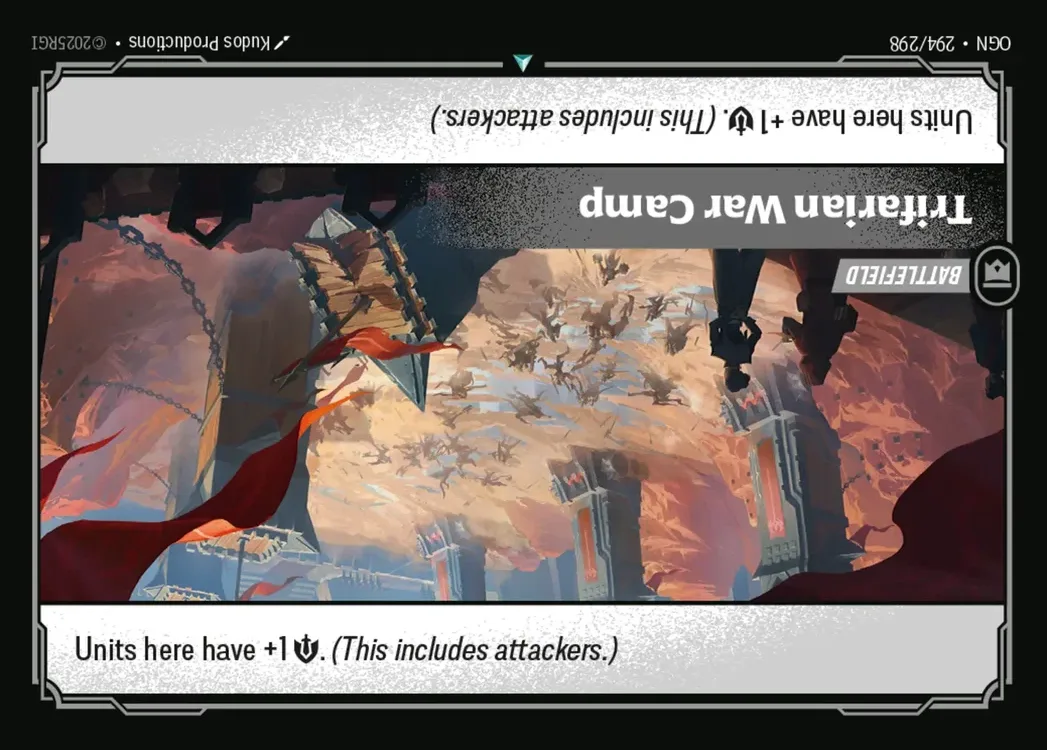 Units here have +1. (This includes attackers.)
BATTLEFIELD
Trifarian War Camp
Units here have +1. (This includes attackers.)
OGN • 294/298
Kudos Productions • ©2025RGI